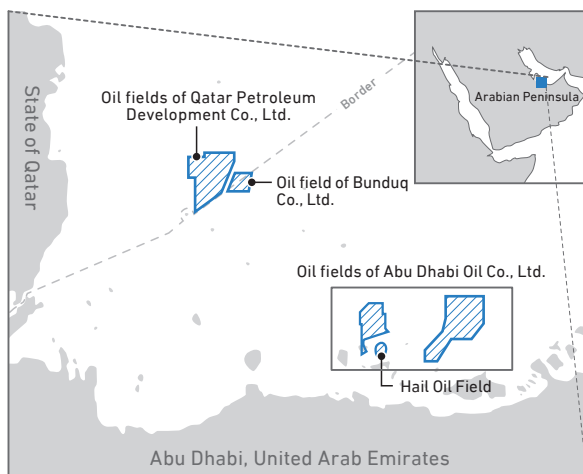 Arabian Peninsula
Border
State of Qatar
Oil fields of Qatar Petroleum
Development Co., Ltd.
Oil field of Bunduq
Co., Ltd.
Oil fields of Abu Dhabi Oil Co., Ltd.
Hail Oil Field
Abu Dhabi, United Arab Emirates